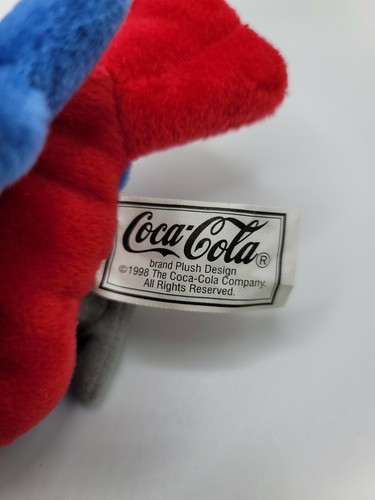 Coca-Cola®
brand Plush Design
©1998 The Coca-Cola Company.
All Rights Reserved.